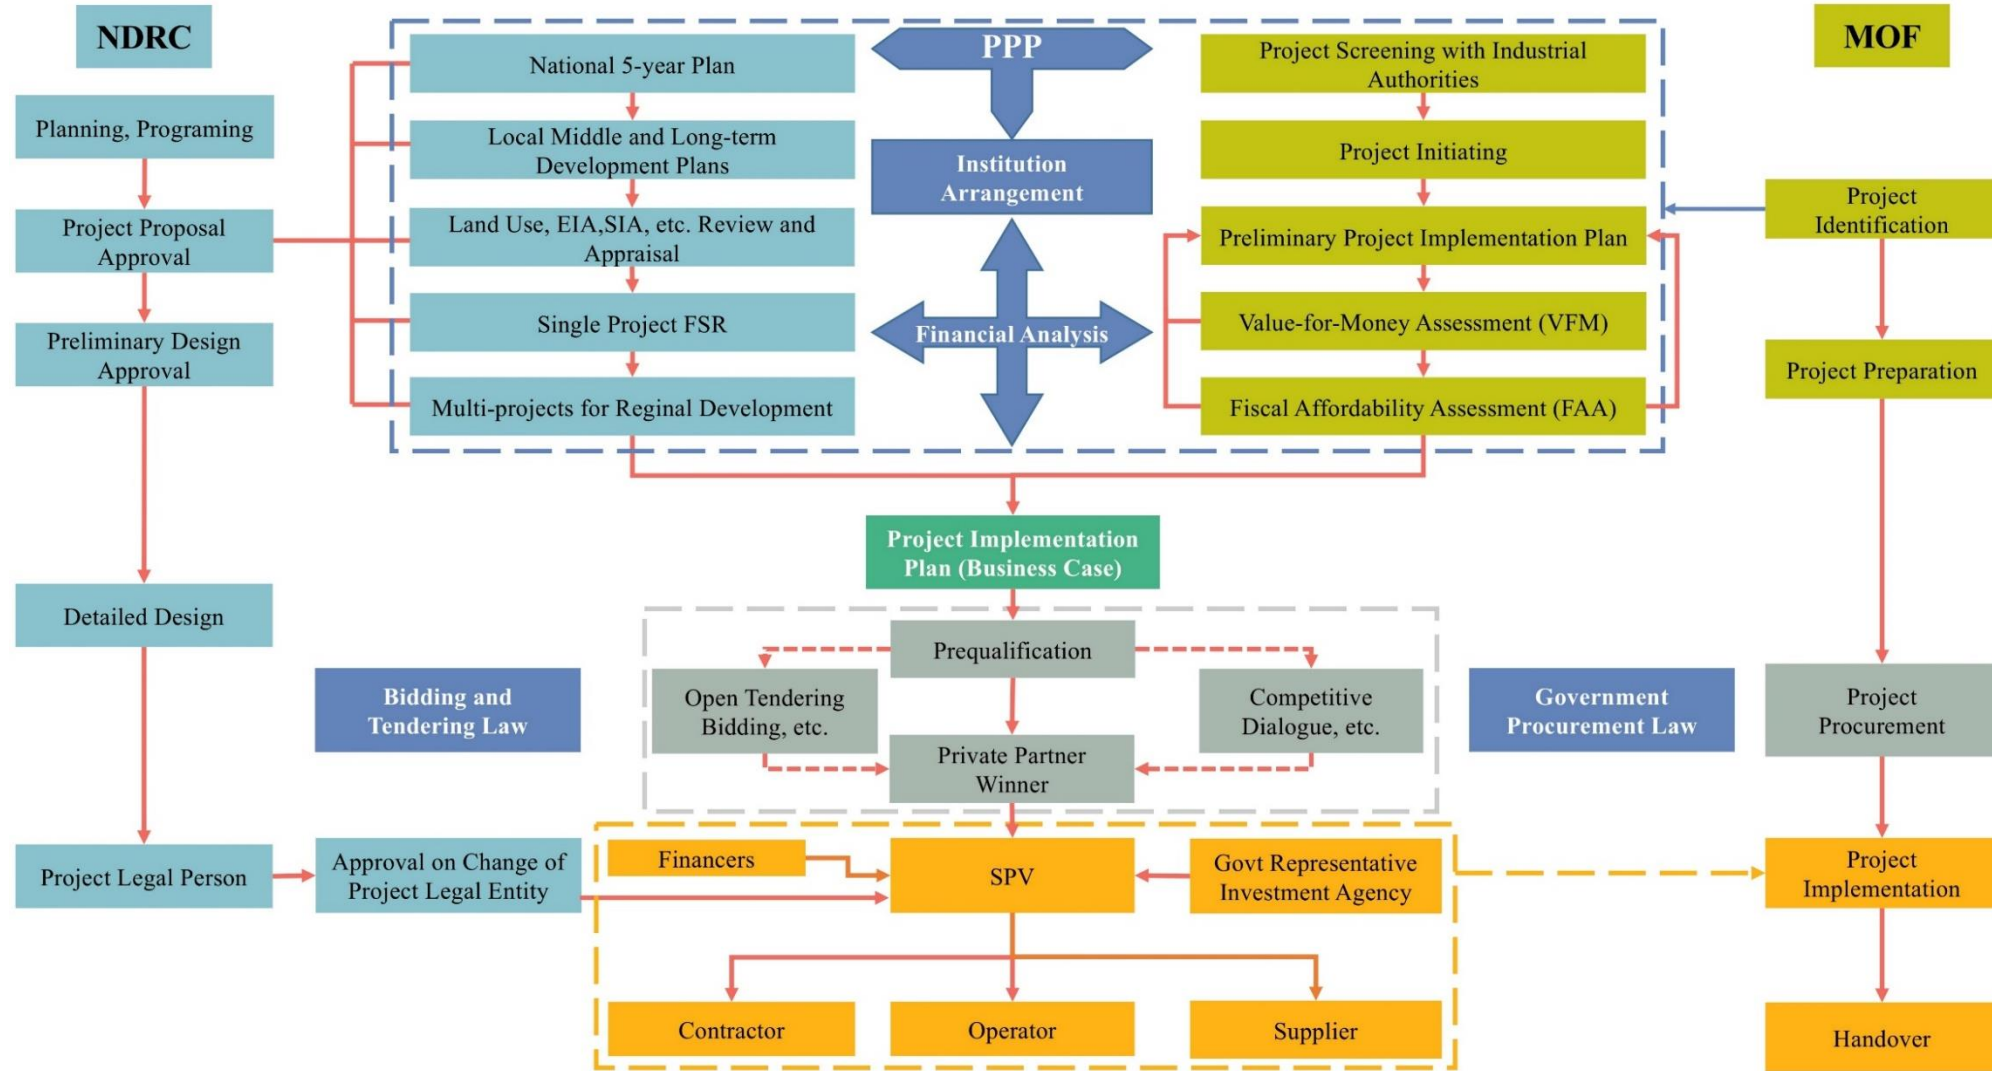 NDRC
Planning, Programing
Project Proposal
Approval
Preliminary Design
Approval
Detailed Design
Project Legal Person
Approval on Change of
Project Legal Entity
National 5-year Plan
Local Middle and Long-term
Development Plans
Land Use, EIA,SIA, etc. Review and
Appraisal
Single Project FSR
Multi-projects for Reginal Development
PPP
Institution
Arrangement
Financial Analysis
Project Screening with Industrial
Authorities
Project Initiating
Preliminary Project Implementation Plan
Value-for-Money Assessment (VFM)
Fiscal Affordability Assessment (FAA)
MOF
Project
Identification
Project Preparation
Project
Procurement
Project
Implementation
Handover
Project Implementation
Plan (Business Case)
Bidding and
Tendering Law
Prequalification
Open Tendering
Bidding, etc.
Competitive
Dialogue, etc.
Private Partner
Winner
Government
Procurement Law
Financers
SPV
Govt Representative
Investment Agency
Contractor
Operator
Supplier